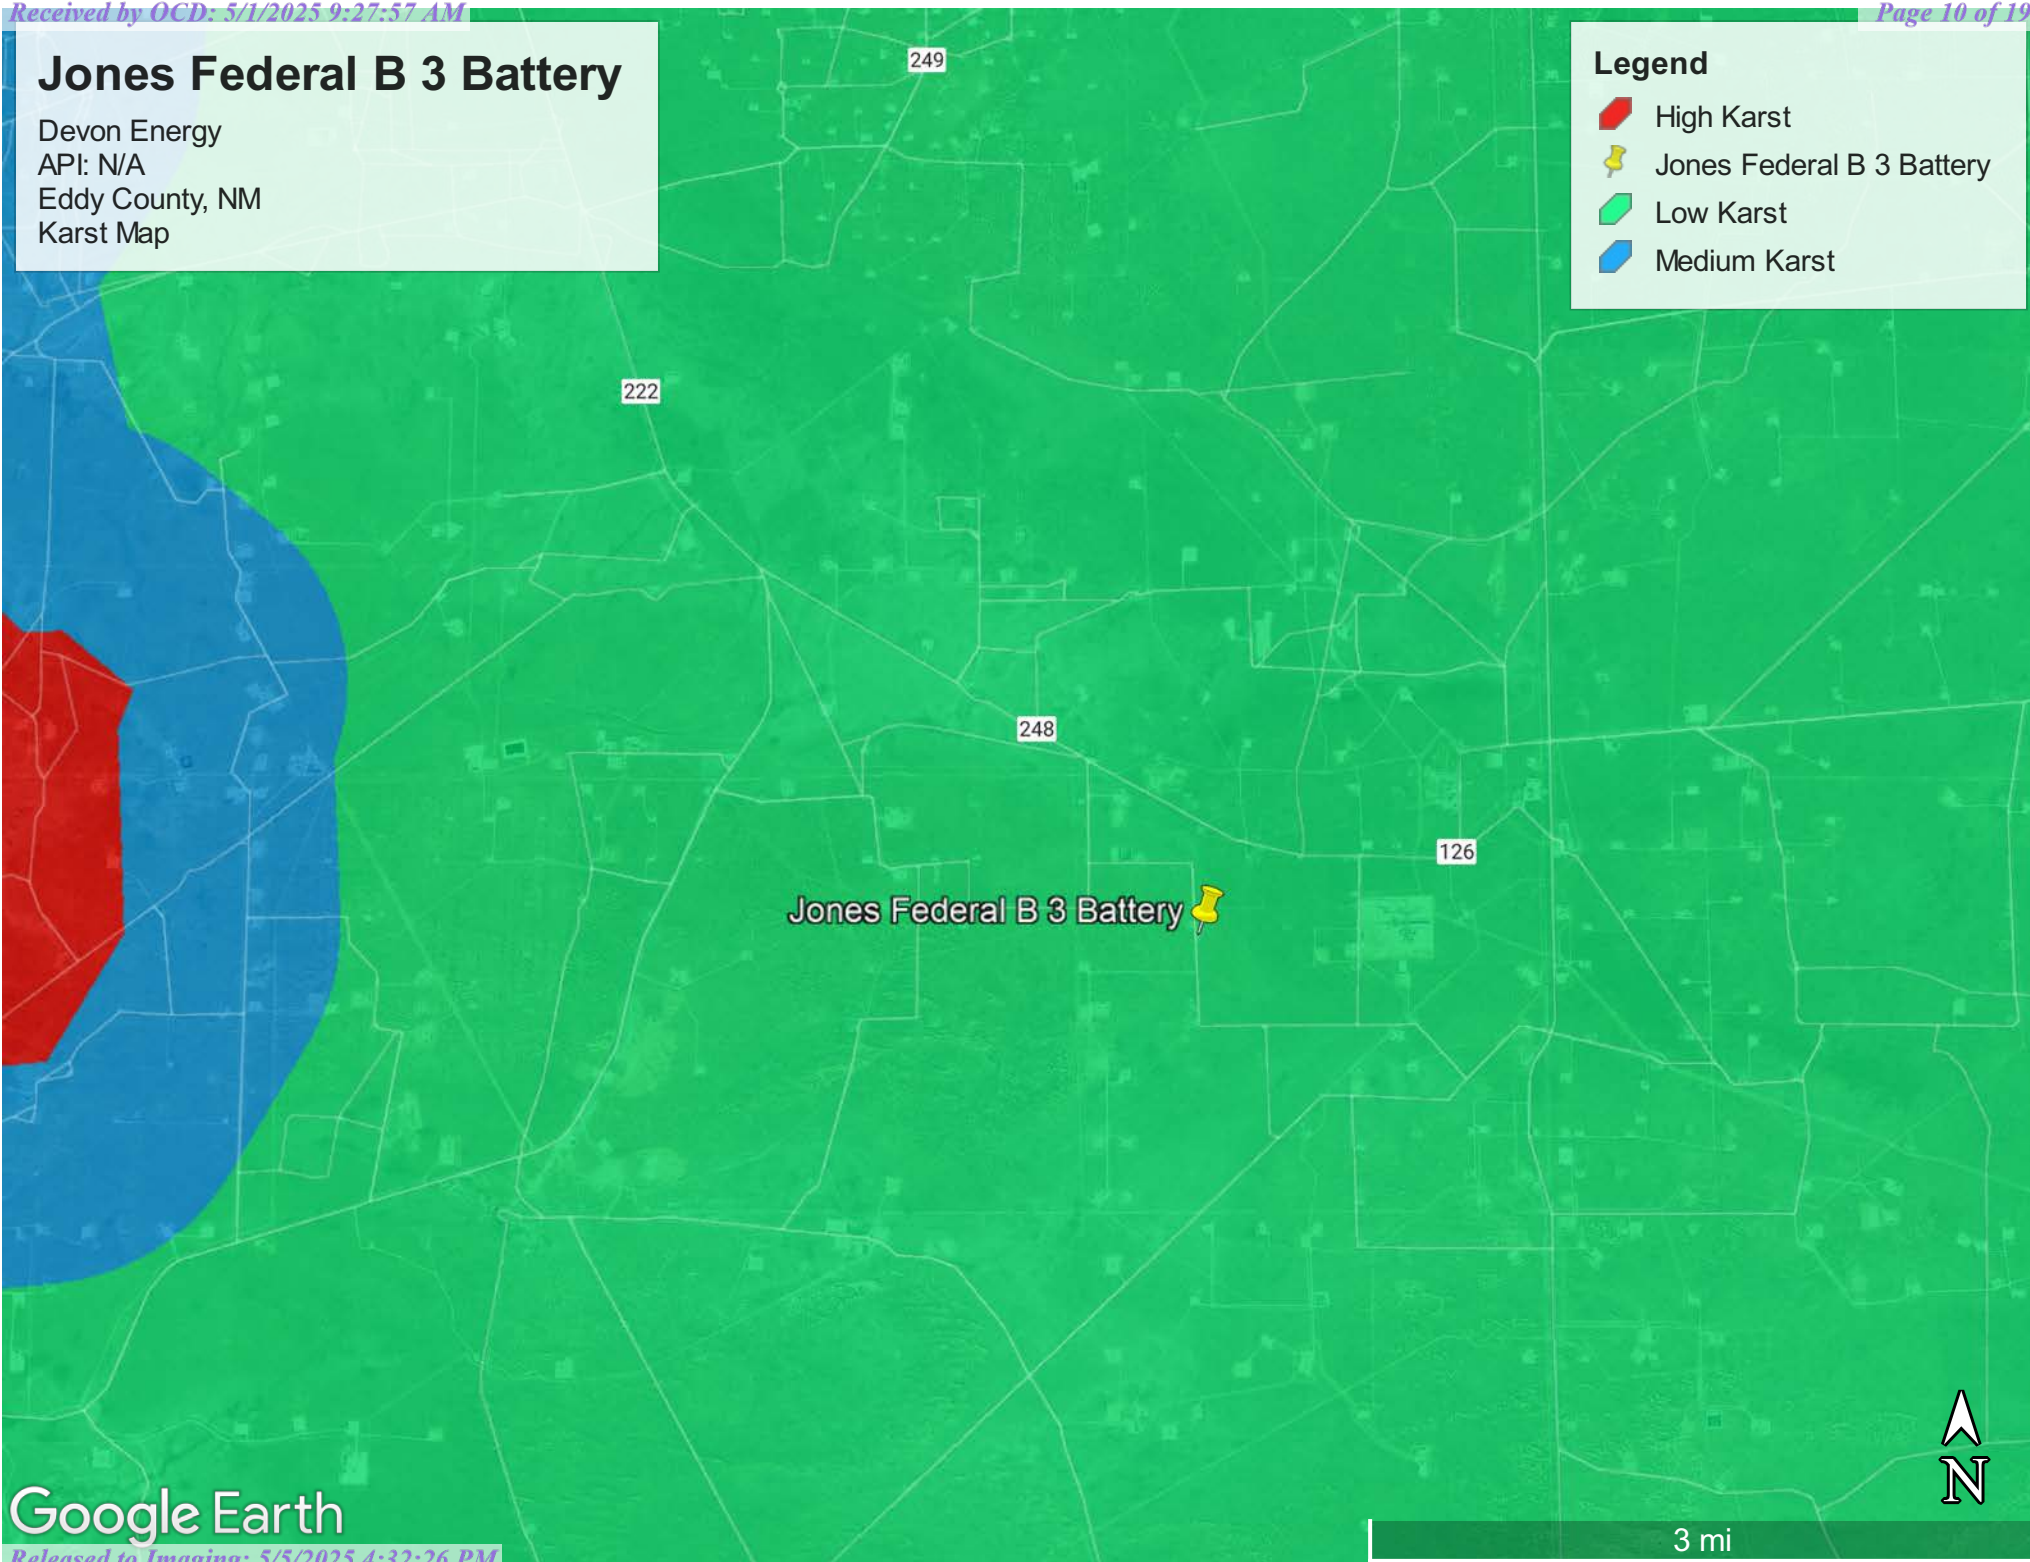 Received by OCD: 5/1/2025 9:27:57 AM
Page 10 of 19
Jones Federal B 3 Battery
Devon Energy
API: N/A
Eddy County, NM
Karst Map
Legend
High Karst
Jones Federal B 3 Battery
Low Karst
Medium Karst
249
222
248
126
Jones Federal B 3 Battery
N
Google Earth
3 mi
Released to Imaging: 5/5/2025 4:32:26 PM